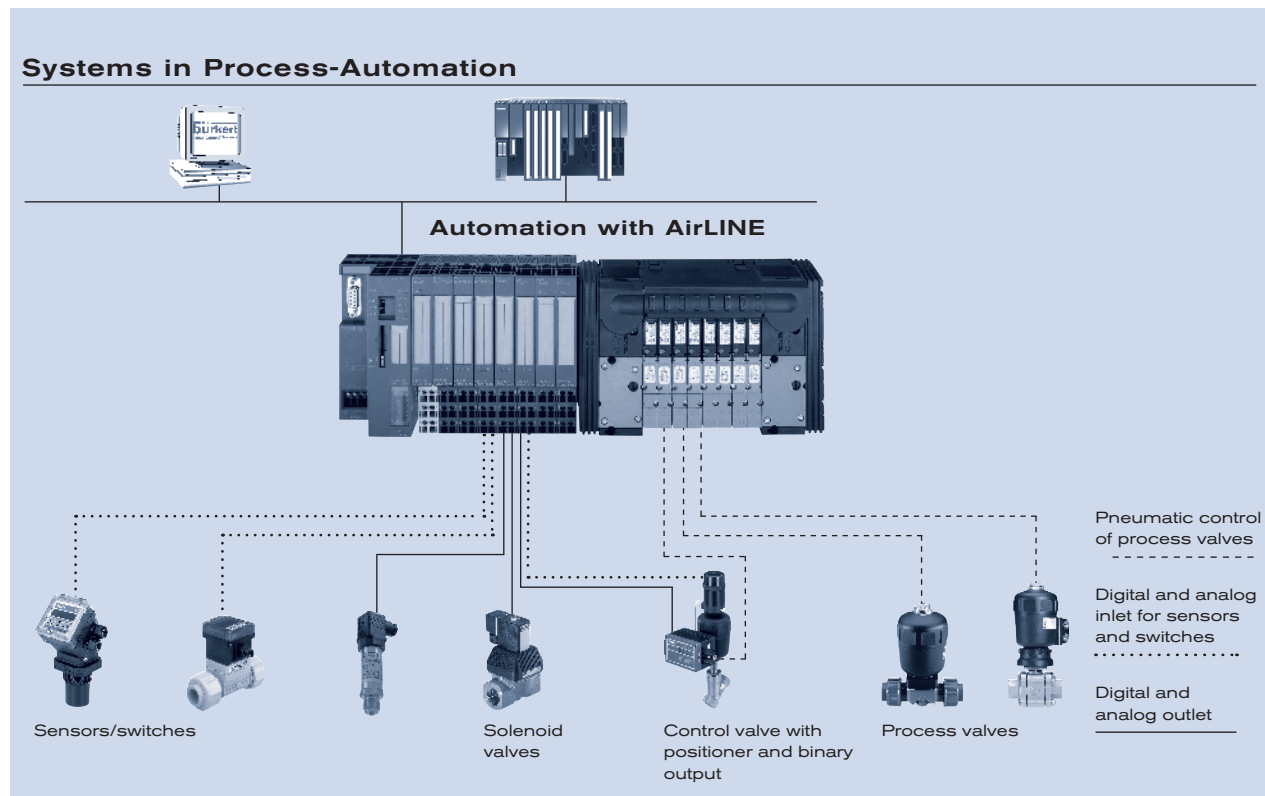 Systems in Process-Automation
bürkert
Automation with AirLINE
Pneumatic control
of process valves
Digital and analog
inlet for sensors
and switches
Digital and
analog outlet
Sensors/switches
Solenoid
valves
Control valve with
positioner and binary
output
Process valves